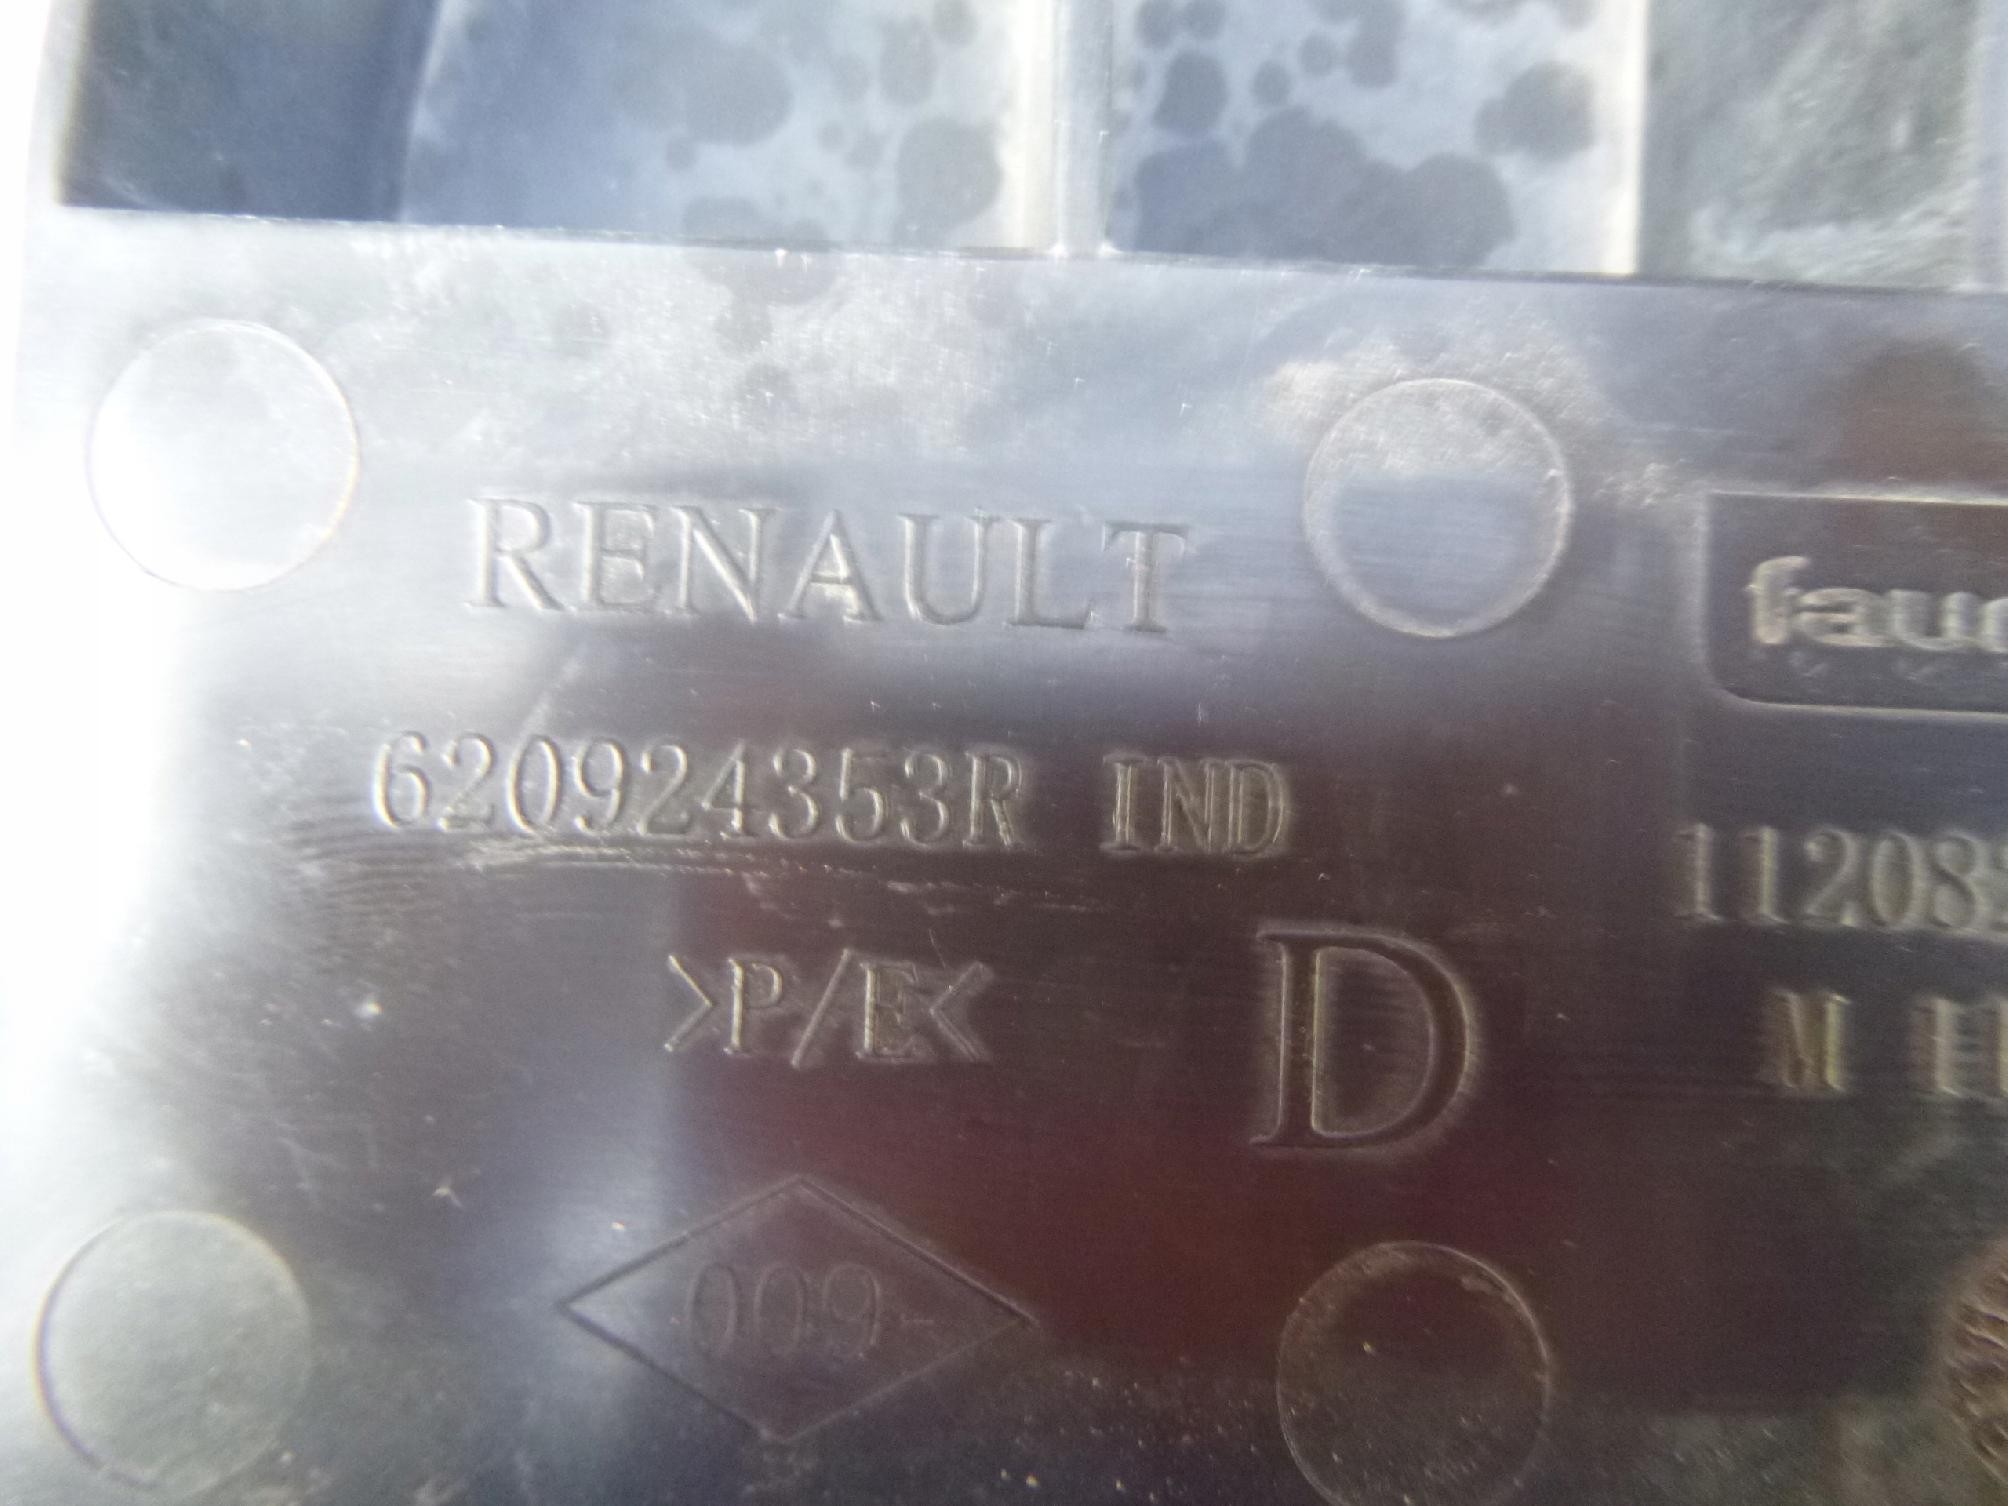 RENAULT
620924353R IND
>P/E<
D
009